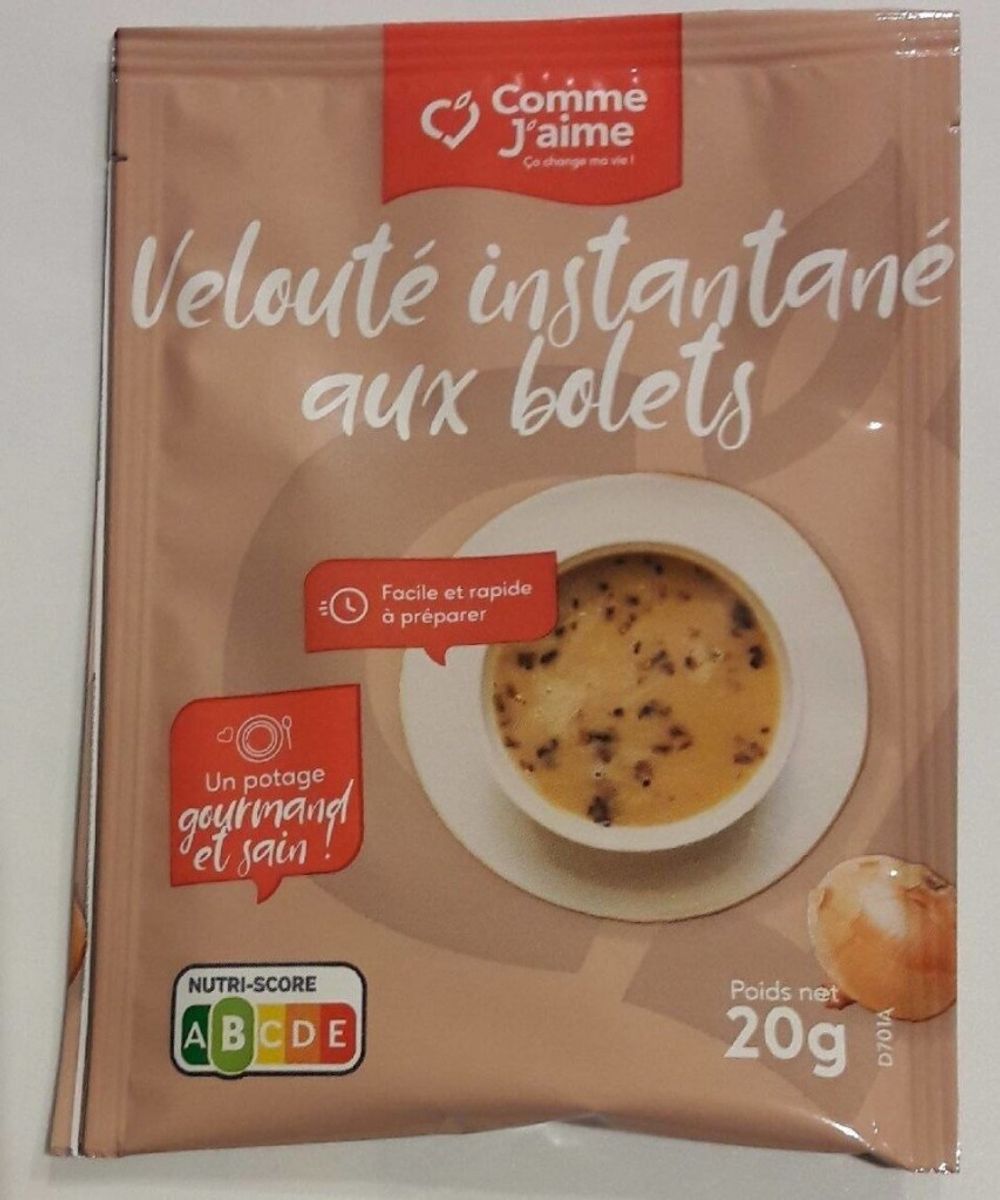 Comme
J'aime
Ça change ma vie !
Velouté instantané
aux bolets
Facile et rapide
à préparer
Un potage
gourmand
et sain !
NUTRI-SCORE
A B C D E
Poids net
20g
D701A